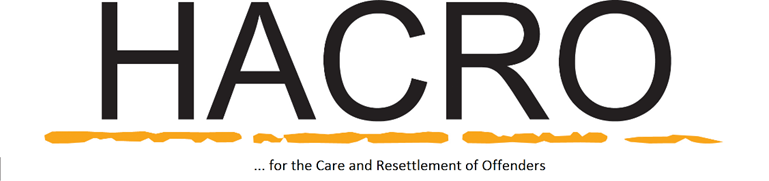 HACRO
... for the Care and Resettlement of Offenders